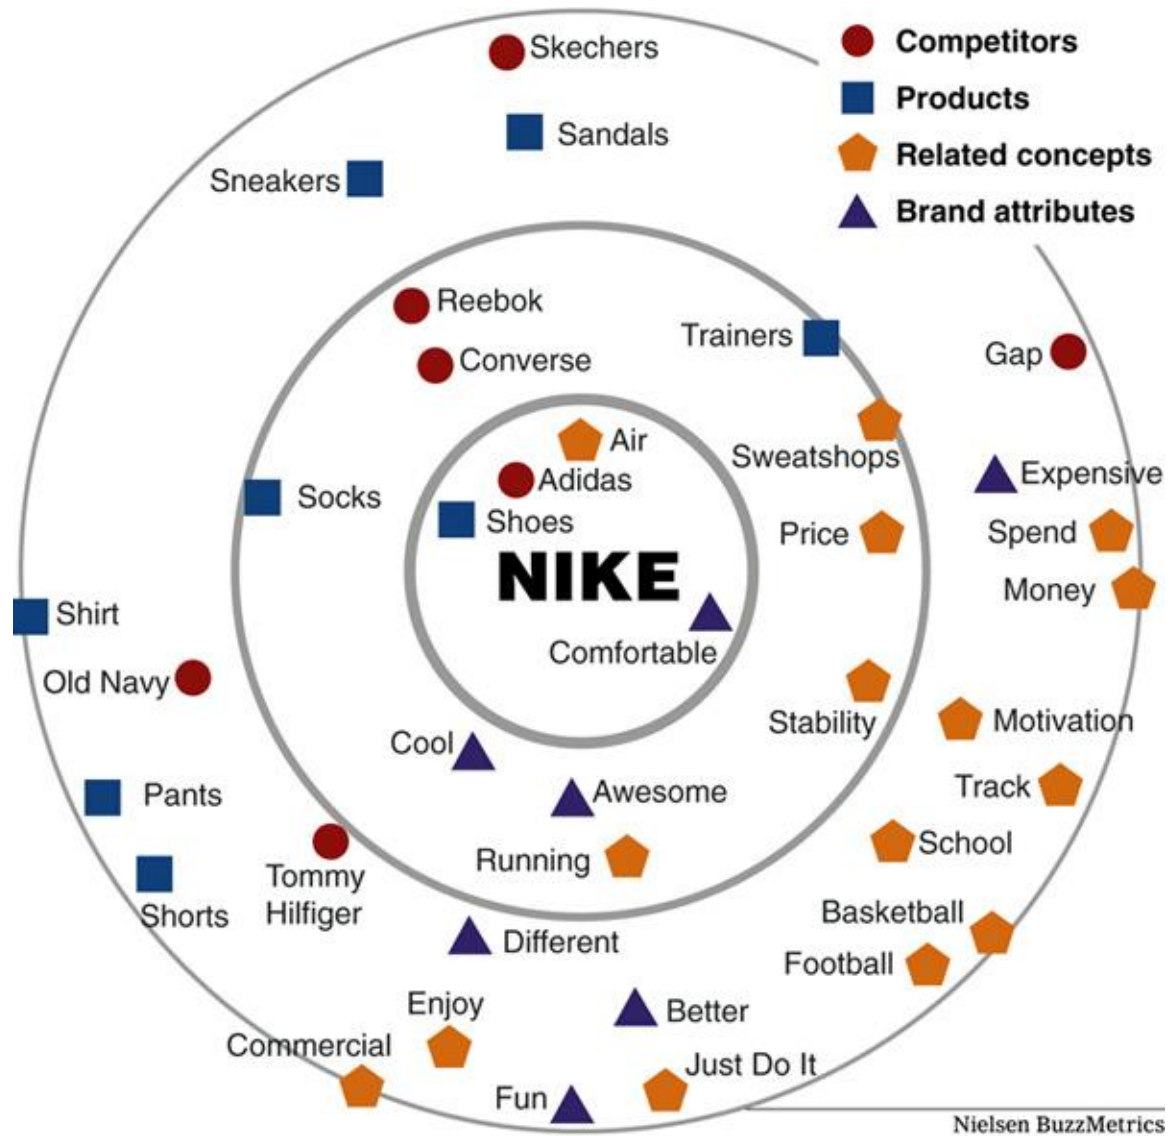 Skechers
Competitors
Products
Sandals
Related concepts
Sneakers
Brand attributes
Reebok
Trainers
Gap
Converse
Air
Sweatshops
Expensive
Adidas
Socks
Shoes
Price
Spend
NIKE
Money
Shirt
Comfortable
Old Navy
Stability
Motivation
Cool
Track
Pants
Awesome
School
Running
Tommy
Hilfiger
Shorts
Basketball
Different
Football
Enjoy
Better
Commercial
Just Do It
Fun
Nielsen BuzzMetrics